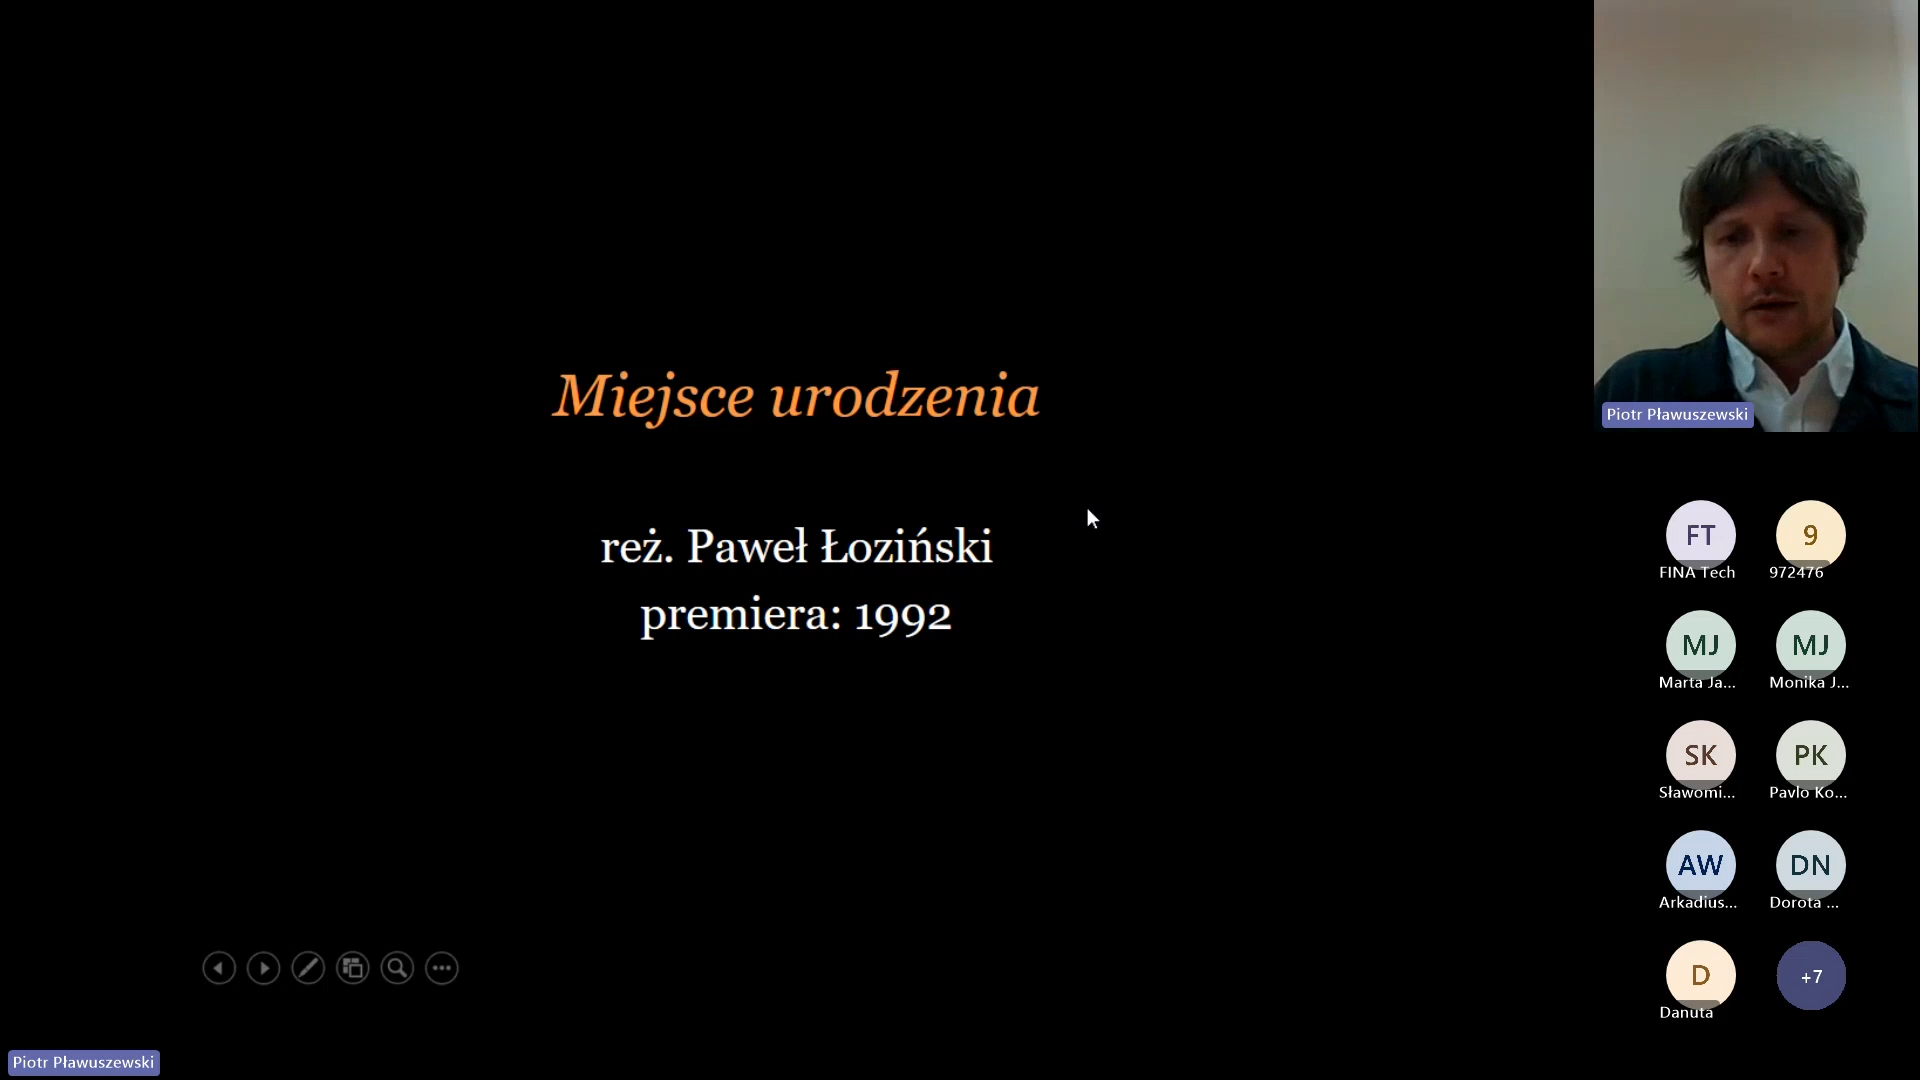 Miejsce urodzenia
reż. Paweł Łoziński
premiera: 1992
Piotr Pławuszewski
FT
9
FINA Tech
972476
MJ
MJ
Marta Ja...
Monika J...
SK
PK
Sławomi...
Pavlo Ko...
AW
DN
Arkadius...
Dorota ...
D
+7
Danuta
Piotr Pławuszewski